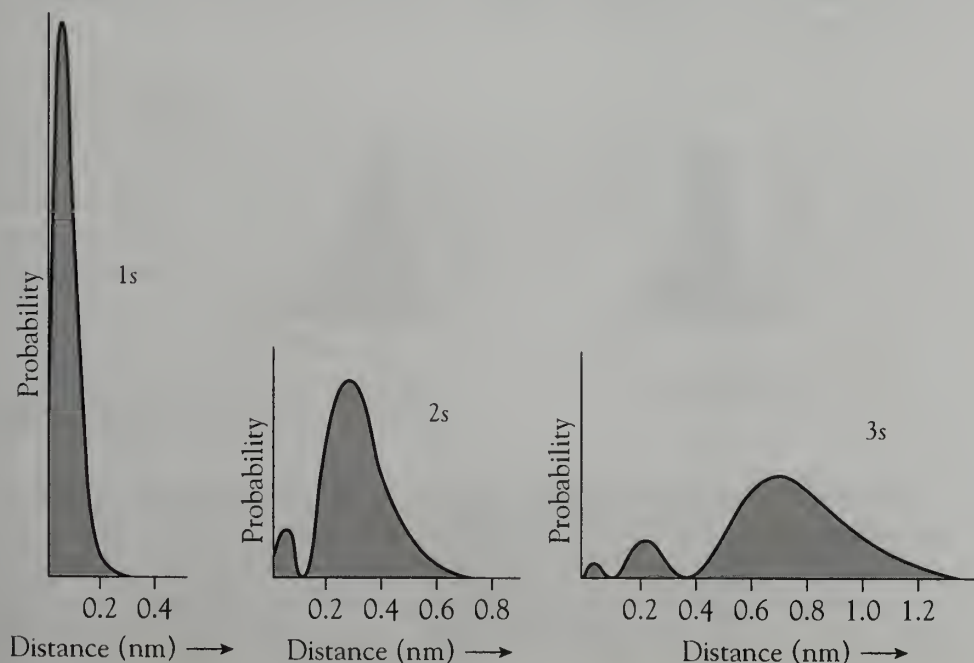 Probability
1s
0.2 0.4
Distance (nm) →
Probability
2s
0.2 0.4 0.6 0.8
Distance (nm) →
Probability
3s
0.2 0.4 0.6 0.8 1.0 1.2
Distance (nm) →